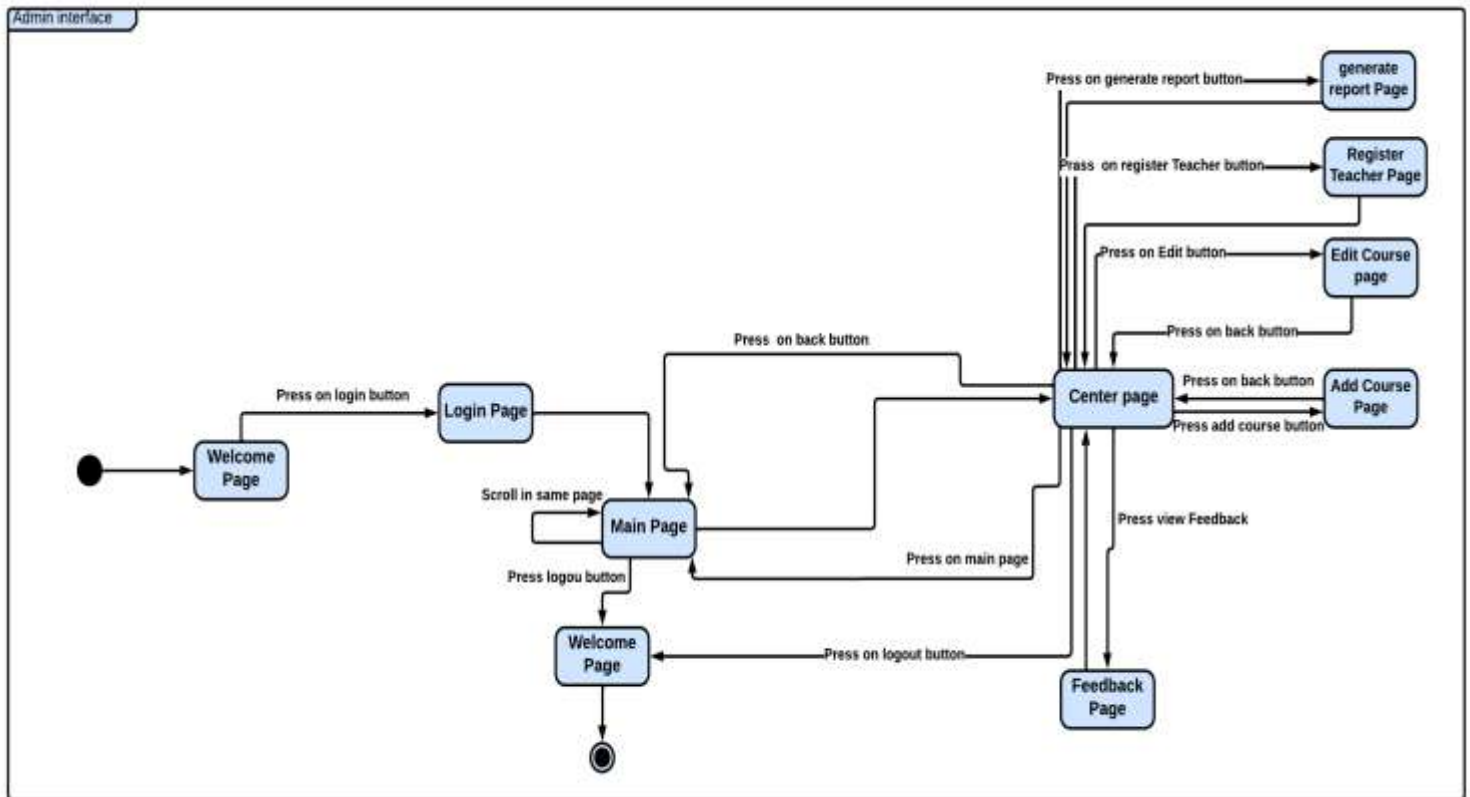 Admin interface
Press on generate report button
generate
report Page
Prass on register Teacher button
Register
Teacher Page
Press on Edit button
Edit Course
page
Press on back button
Press on back button
Center page
Press on back button
Add Course
Page
Press add course button
Press on login button
Login Page
Welcome
Page
Scroll in same page
Main Page
Press view Feedback
Press on main page
Press logou button
Welcome
Page
Press on logout button
Feedback
Page